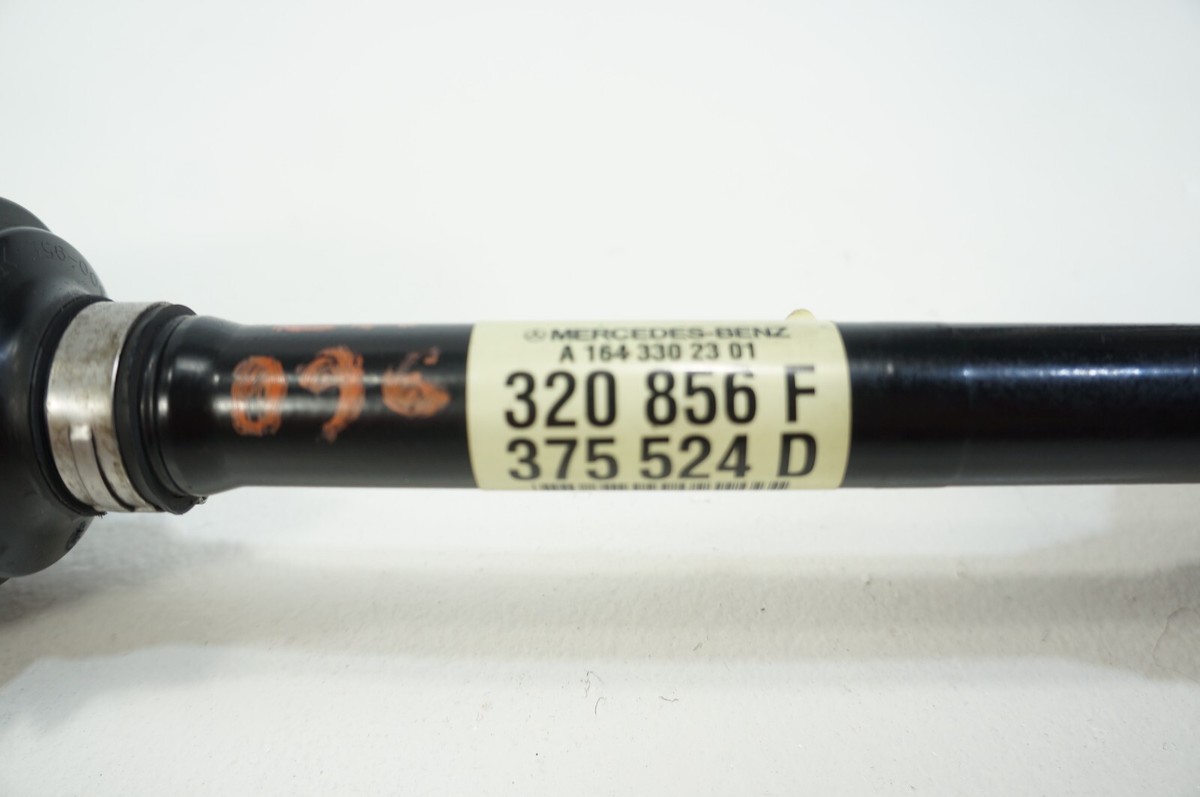 MERCEDES-BENZ
A 164 330 23 01
320 856 F
375 524 D